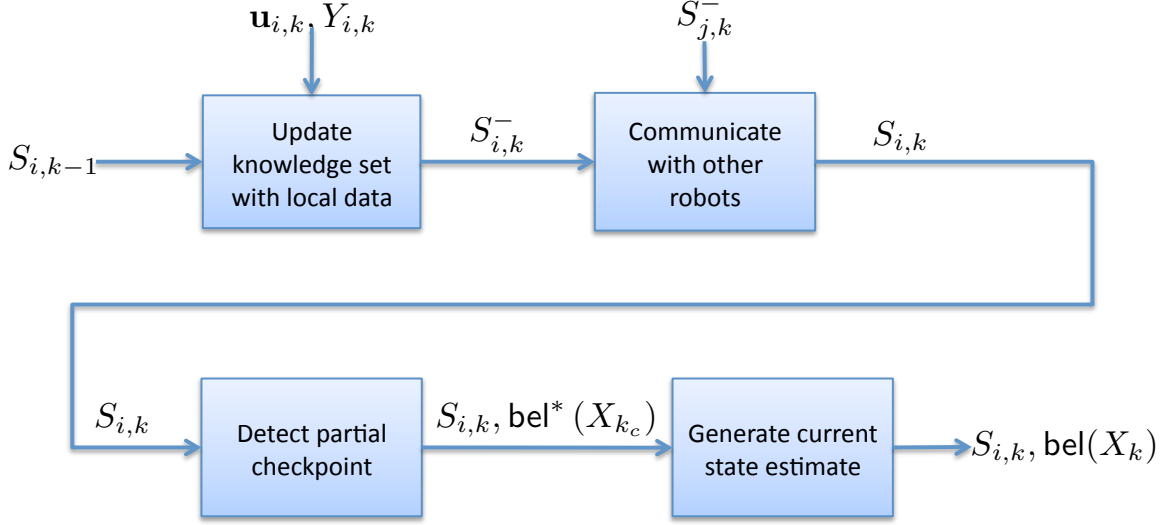 𝐮_{i,k}, Y_{i,k}
S^-_{j,k}
S_{i,k-1}
Update
knowledge set
with local data
S^-_{i,k}
Communicate
with other
robots
S_{i,k}
S_{i,k}
Detect partial
checkpoint
S_{i,k}, bel^* (X_{k_c})
Generate current
state estimate
S_{i,k}, bel(X_k)